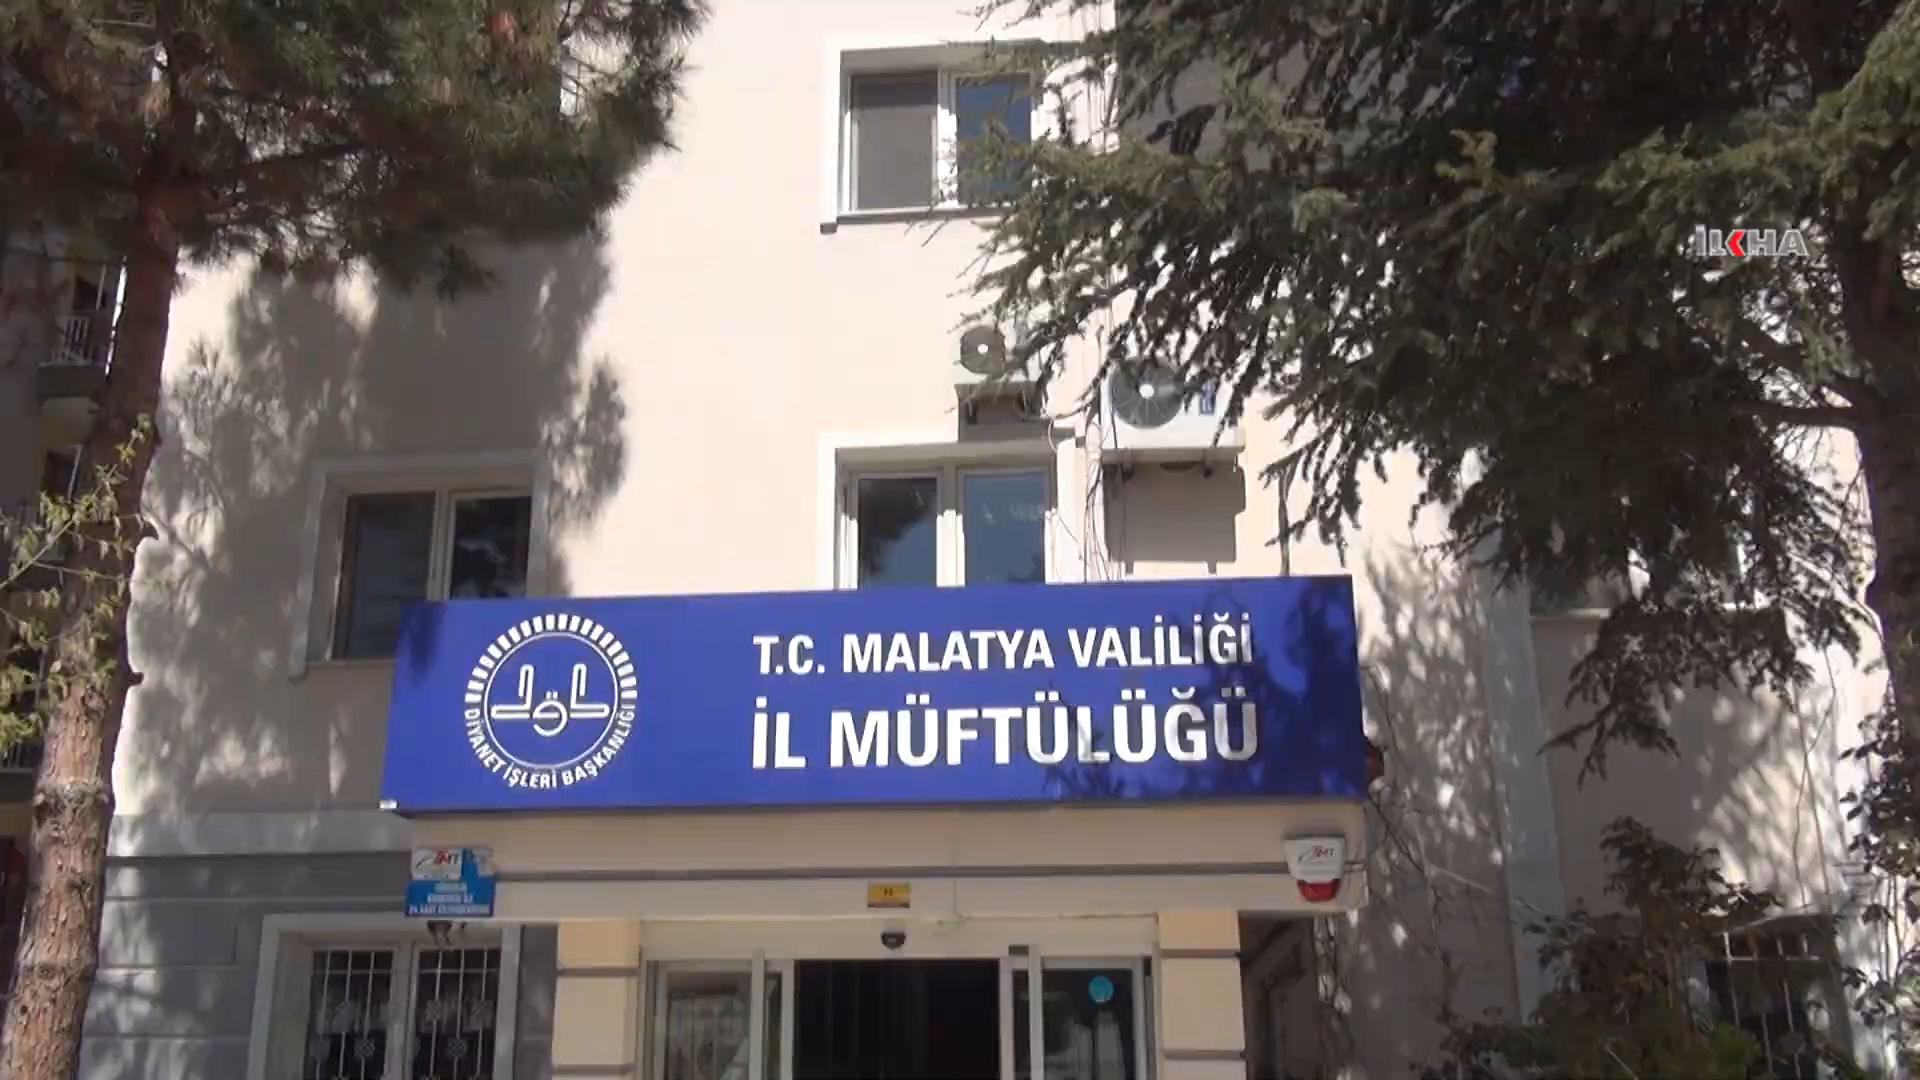 İLKHA
T.C. MALATYA VALİLİĞİ
İL MÜFTÜLÜĞÜ
DİYANET İŞLERİ BAŞKANLIĞI